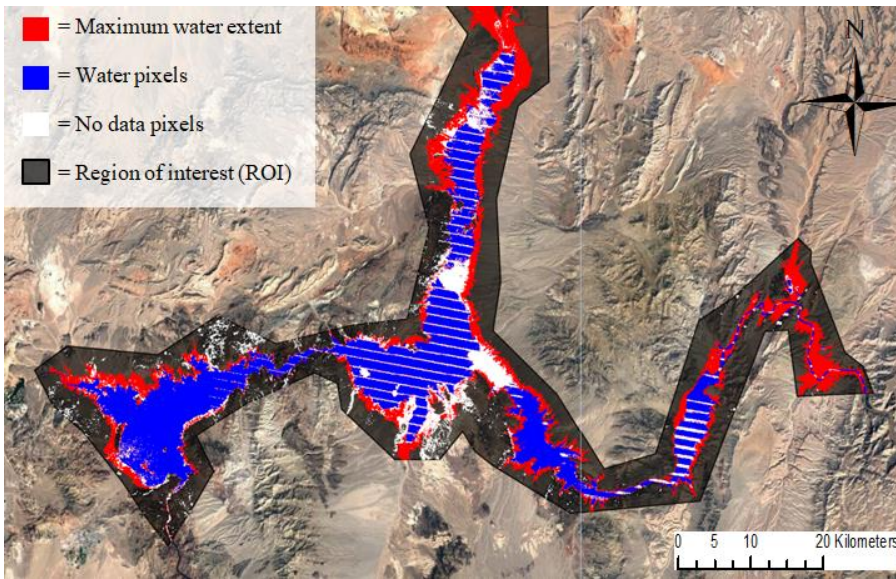 = Maximum water extent
= Water pixels
= No data pixels
= Region of interest (ROI)
N
0 5 10 20 Kilometers